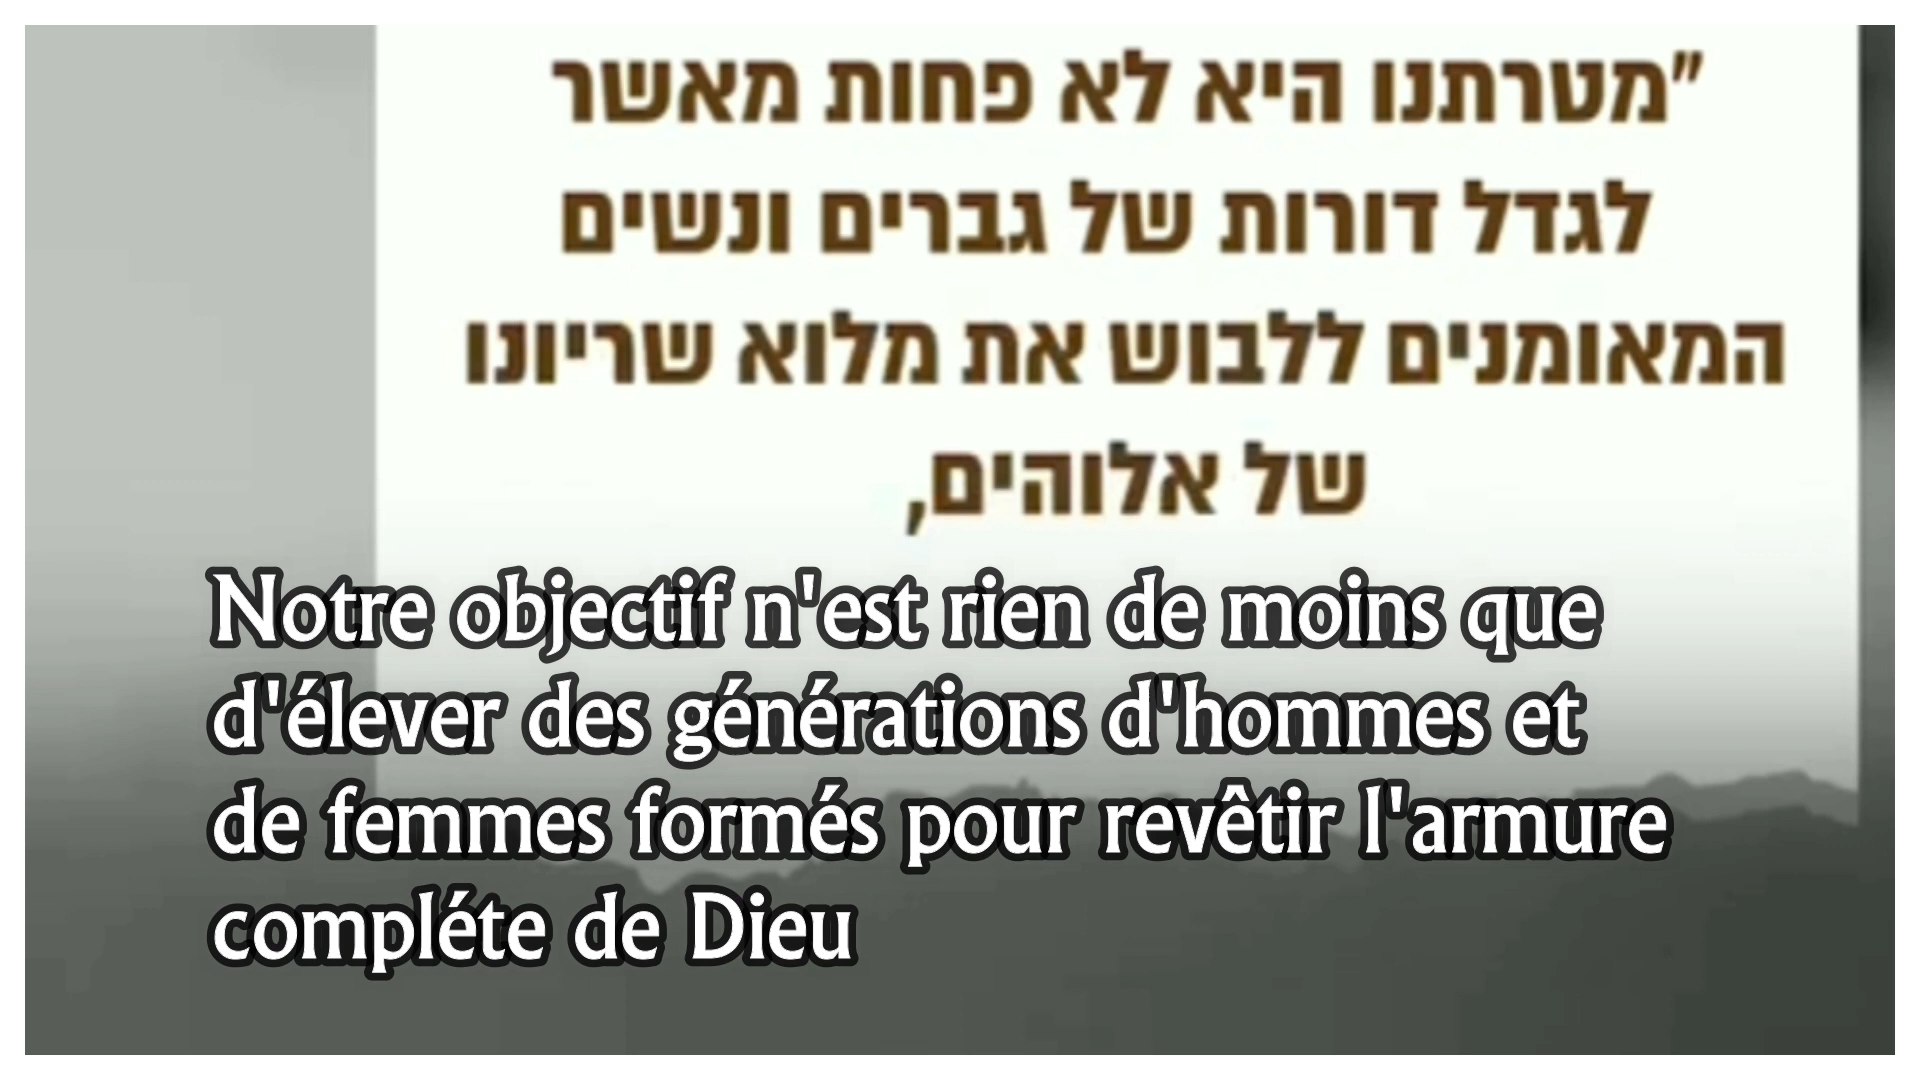 "מטרתנו היא לא פחות מאשר
לגדל דורות של גברים ונשים
המאומנים ללבוש את מלוא שריונו
של אלוהים,
Notre objectif n'est rien de moins que
d'élever des générations d'hommes et
de femmes formés pour revêtir l'armure
compléte de Dieu